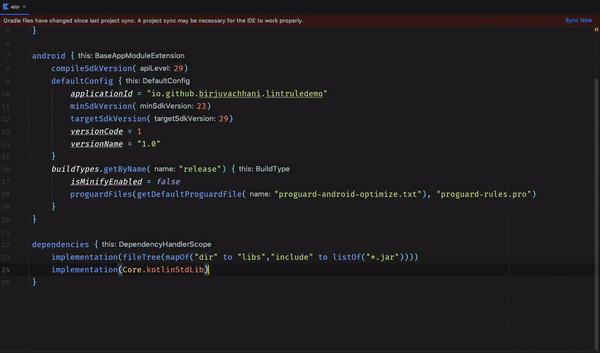 app ×
Gradle files have changed since last project sync. A project sync may be necessary for the IDE to work properly. Sync Now
5 }
6
7 android { this: BaseAppModuleExtension
8 compileSdkVersion( apiLevel: 29)
9 defaultConfig { this: DefaultConfig
10 applicationId = "io.github.birjuvachhani.lintruledemo"
11 minSdkVersion( minSdkVersion: 23)
12 targetSdkVersion( targetSdkVersion: 29)
13 versionCode = 1
14 versionName = "1.0"
15 }
16 buildTypes.getByName( name: "release") { this: BuildType
17 isMinifyEnabled = false
18 proguardFiles(getDefaultProguardFile( name: "proguard-android-optimize.txt"), "proguard-rules.pro")
19 }
20 }
21
22 dependencies { this: DependencyHandlerScope
23 implementation(fileTree(mapOf("dir" to "libs","include" to listOf("*.jar"))))
24 implementation(Core.kotlinStdLib)
25 }